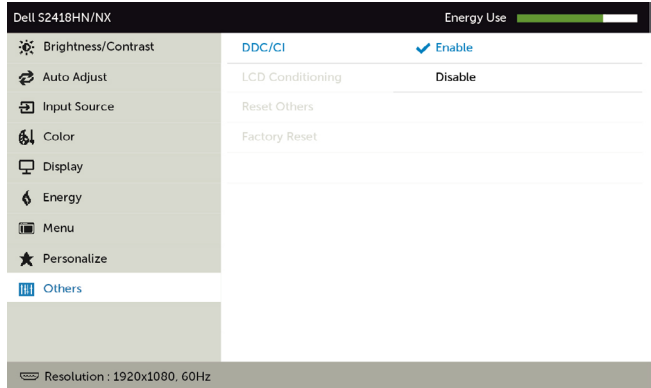 Dell S2418HN/NX Energy Use
Brightness/Contrast DDC/CI Enable
Auto Adjust LCD Conditioning Disable
Input Source Reset Others
Color Factory Reset
Display
Energy
Menu
Personalize
Others
Resolution : 1920x1080, 60Hz